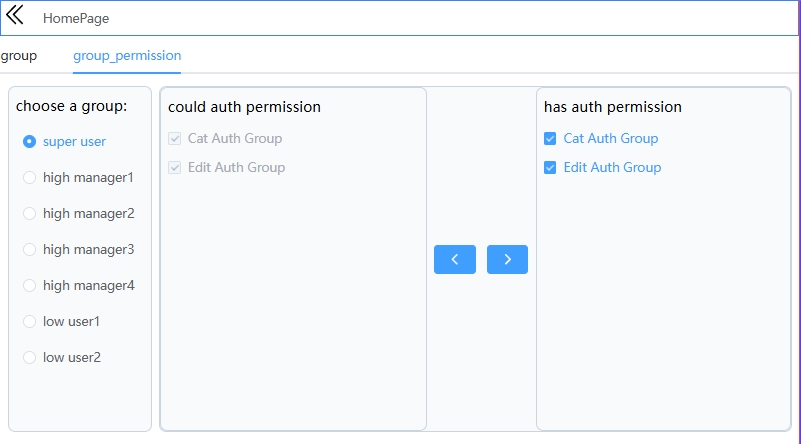 HomePage
group group_permission
choose a group:
super user
high manager1
high manager2
high manager3
high manager4
low user1
low user2
could auth permission
Cat Auth Group
Edit Auth Group
has auth permission
Cat Auth Group
Edit Auth Group